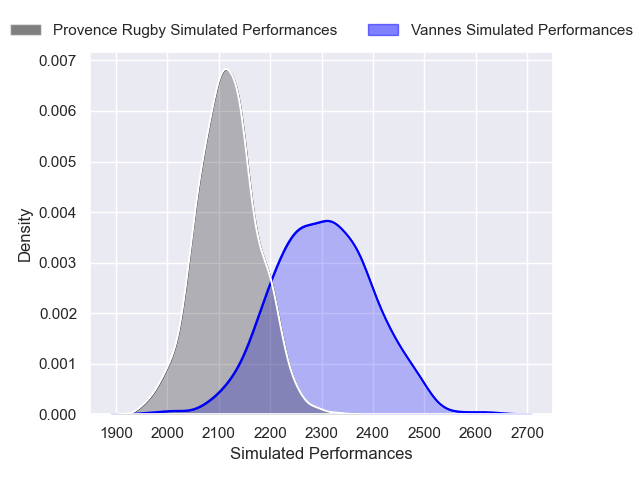 Provence Rugby Simulated Performances Vannes Simulated Performances
0.007
0.006
0.005
0.004
0.003
0.002
0.001
0.000
Density
1900 2000 2100 2200 2300 2400 2500 2600 2700
Simulated Performances